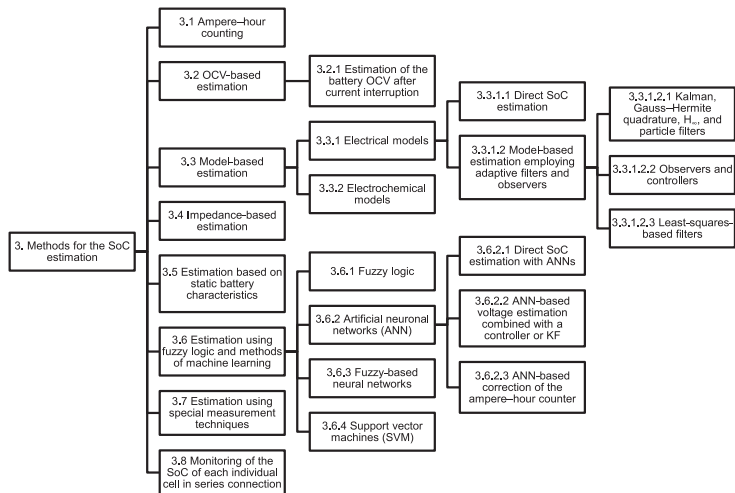 3. Methods for the SoC
estimation
3.1 Ampere–hour
counting
3.2 OCV-based
estimation
3.2.1 Estimation of the
battery OCV after
current interruption
3.3 Model-based
estimation
3.3.1 Electrical models
3.3.1.1 Direct SoC
estimation
3.3.1.2 Model-based
estimation employing
adaptive filters and
observers
3.3.1.2.1 Kalman,
Gauss–Hermite
quadrature, H∞, and
particle filters
3.3.1.2.2 Observers and
controllers
3.3.1.2.3 Least-squares-
based filters
3.3.2 Electrochemical
models
3.4 Impedance-based
estimation
3.5 Estimation based on
static battery
characteristics
3.6 Estimation using
fuzzy logic and methods
of machine learning
3.6.1 Fuzzy logic
3.6.2 Artificial neuronal
networks (ANN)
3.6.2.1 Direct SoC
estimation with ANNs
3.6.2.2 ANN-based
voltage estimation
combined with a
controller or KF
3.6.2.3 ANN-based
correction of the
ampere–hour counter
3.6.3 Fuzzy-based
neural networks
3.6.4 Support vector
machines (SVM)
3.7 Estimation using
special measurement
techniques
3.8 Monitoring of the
SoC of each individual
cell in series connection